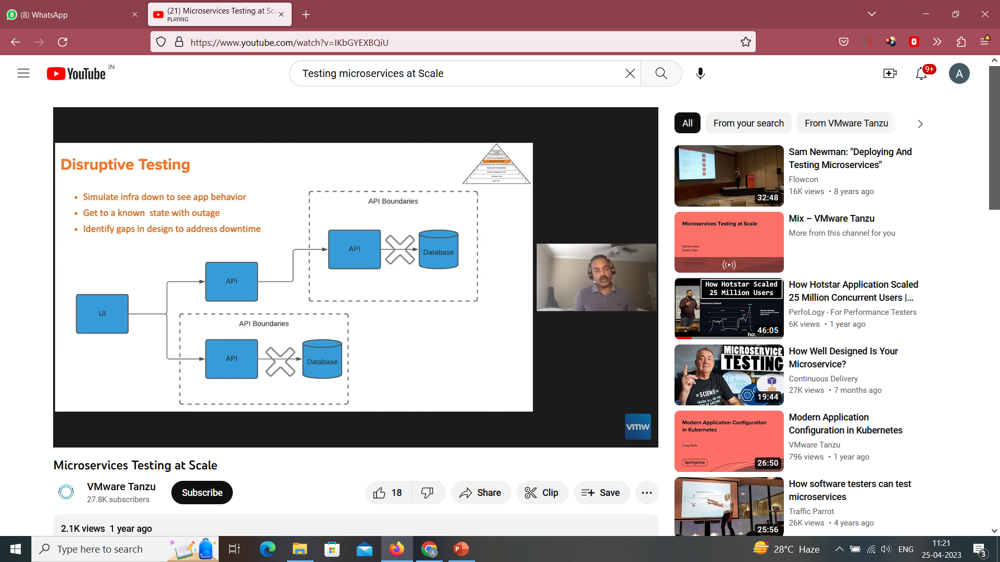 (8) WhatsApp
(21) Microservices Testing at Sc
PLAYING
https://www.youtube.com/watch?v=IKbGYEXBQiU
YouTube IN
Testing microservices at Scale
9+
A
Disruptive Testing
• Simulate infra down to see app behavior
• Get to a known state with outage
• Identify gaps in design to address downtime
API Boundaries
API
Database
API
UI
API Boundaries
API
Database
vmw
Microservices Testing at Scale
VMware Tanzu
27.8K subscribers
Subscribe
18
Share
Clip
Save
2.1K views 1 year ago
All
From your search
From VMware Tanzu
32:48
Sam Newman: "Deploying And
Testing Microservices"
Flowcon
16K views • 8 years ago
Microservices Testing at Scale
Kishore Kota
Sindhu Nair
SpringOne
Mix – VMware Tanzu
More from this channel for you
How Hotstar Scaled
25 Million Users
46:05
How Hotstar Application Scaled
25 Million Concurrent Users |...
PerfoLogy - For Performance Testers
6K views • 1 year ago
MICROSERVICE
TESTING
SCIENCE
19:44
How Well Designed Is Your
Microservice?
Continuous Delivery
27K views • 7 months ago
Modern Application Configuration
in Kubernetes
Craig Walls
SpringOne
26:50
Modern Application
Configuration in Kubernetes
VMware Tanzu
796 views • 1 year ago
25:56
How software testers can test
microservices
Traffic Parrot
26K views • 4 years ago
Type here to search
28°C Haze
ENG
11:21
25-04-2023
3